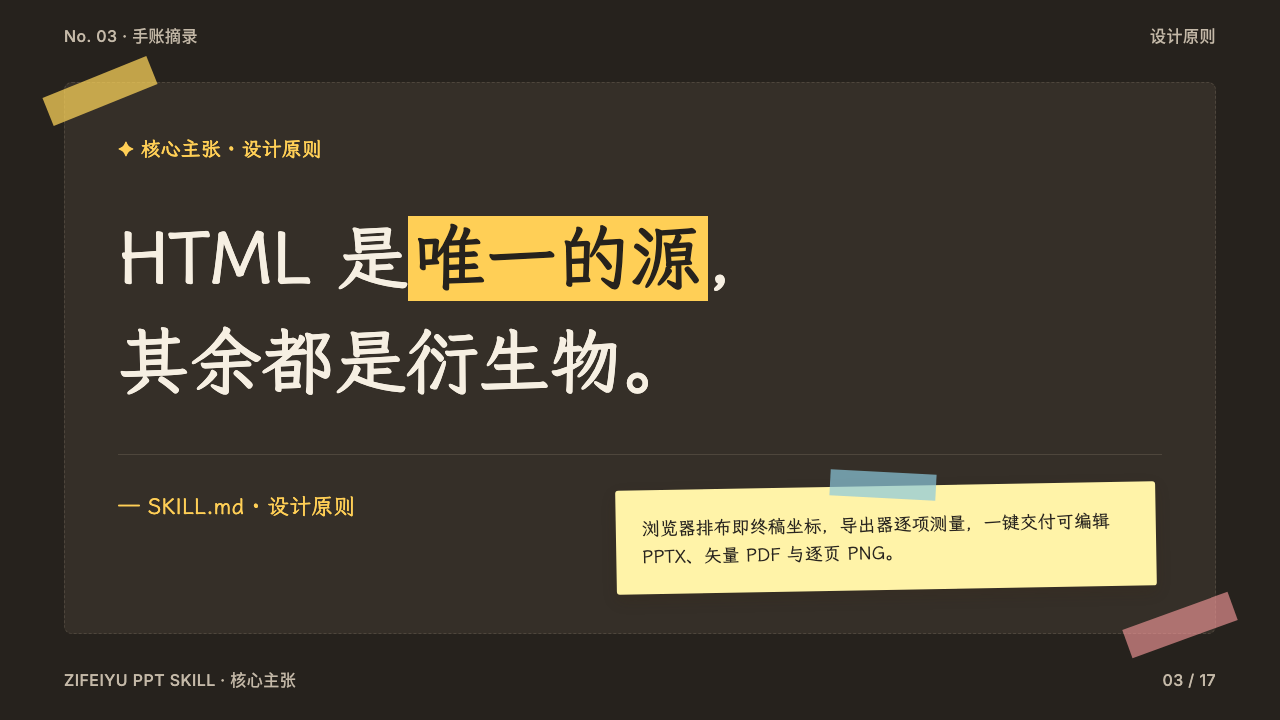 No. 03 · 手账摘录
设计原则
✦ 核心主张・设计原则
HTML 是唯一的源，
其余都是衍生物。
— SKILL.md・设计原则
浏览器排布即终稿坐标，导出器逐项测量，一键交付可编辑
PPTX、矢量 PDF 与逐页 PNG。
ZIFEIYU PPT SKILL · 核心主张
03 / 17